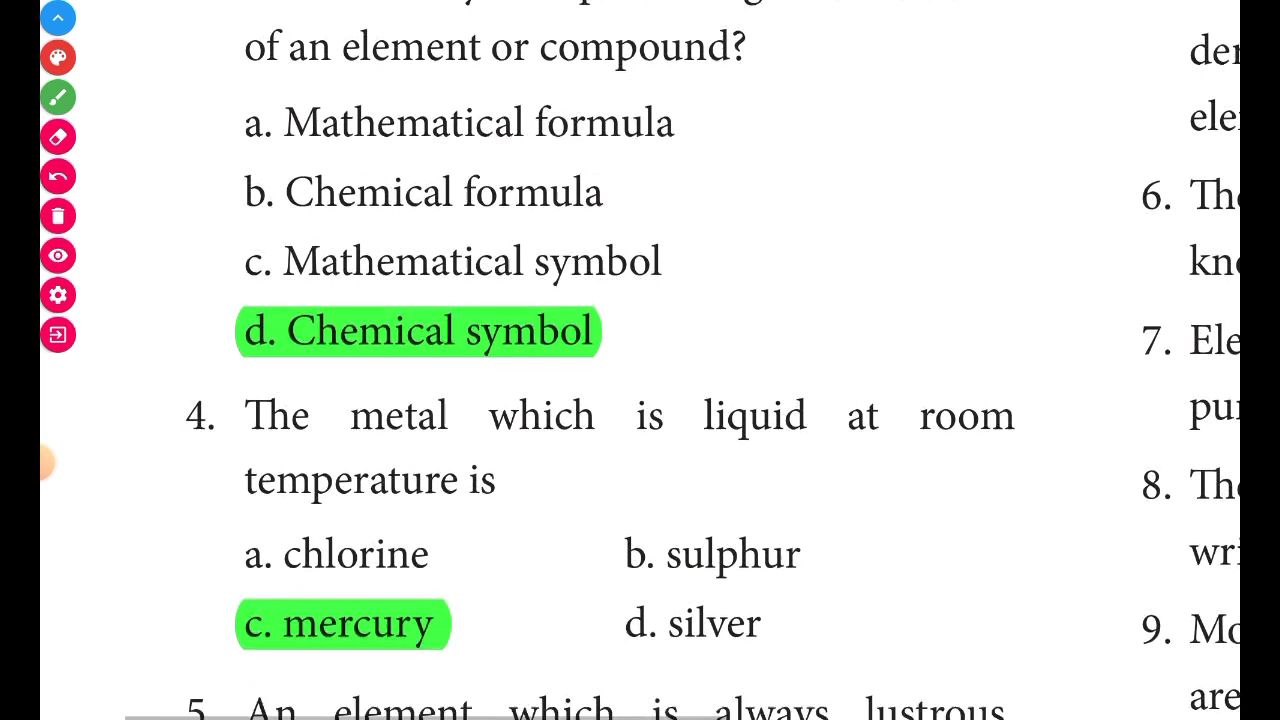 of an element or compound?
a. Mathematical formula
b. Chemical formula
c. Mathematical symbol
d. Chemical symbol
4. The metal which is liquid at room
temperature is
a. chlorine b. sulphur
c. mercury d. silver
5. An element which is always lustrous,
6.
7.
8.
9.